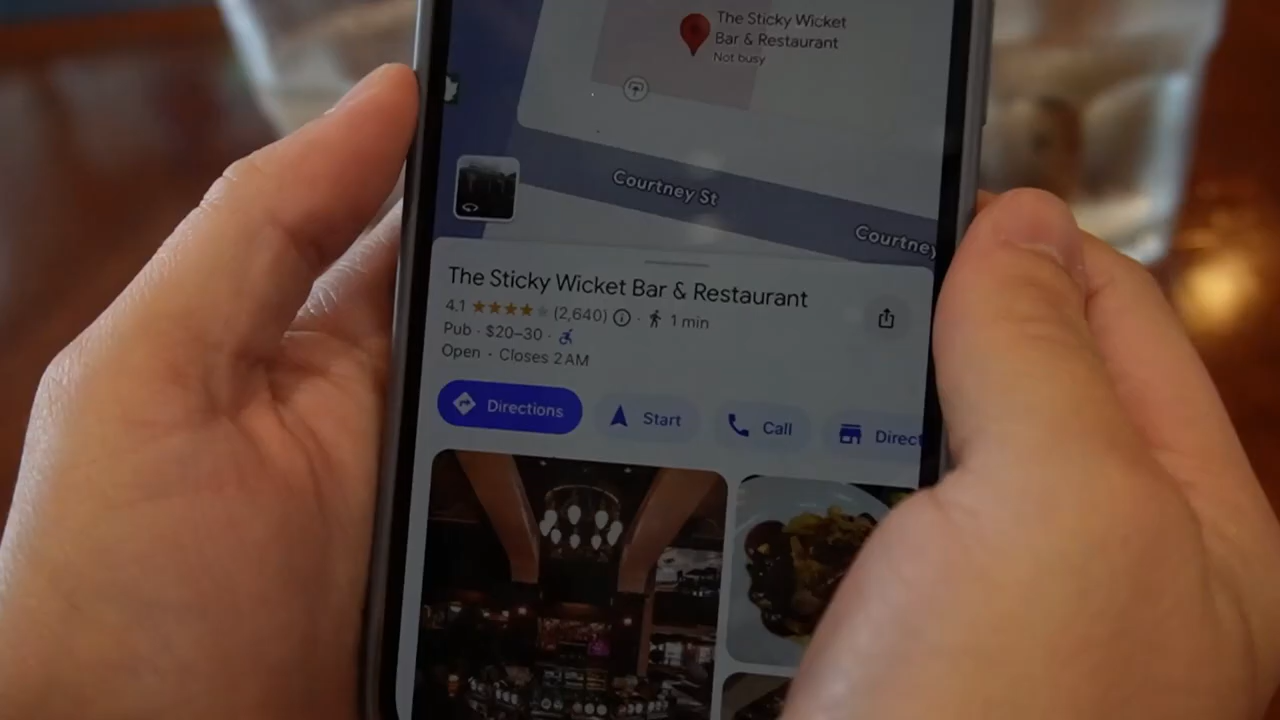 The Sticky Wicket
Bar & Restaurant
Not busy
Courtney St
Courtney
The Sticky Wicket Bar & Restaurant
4.1 (2,640) · 1 min
Pub · $20–30 ·
Open · Closes 2 AM
Directions
Start
Call
Direct